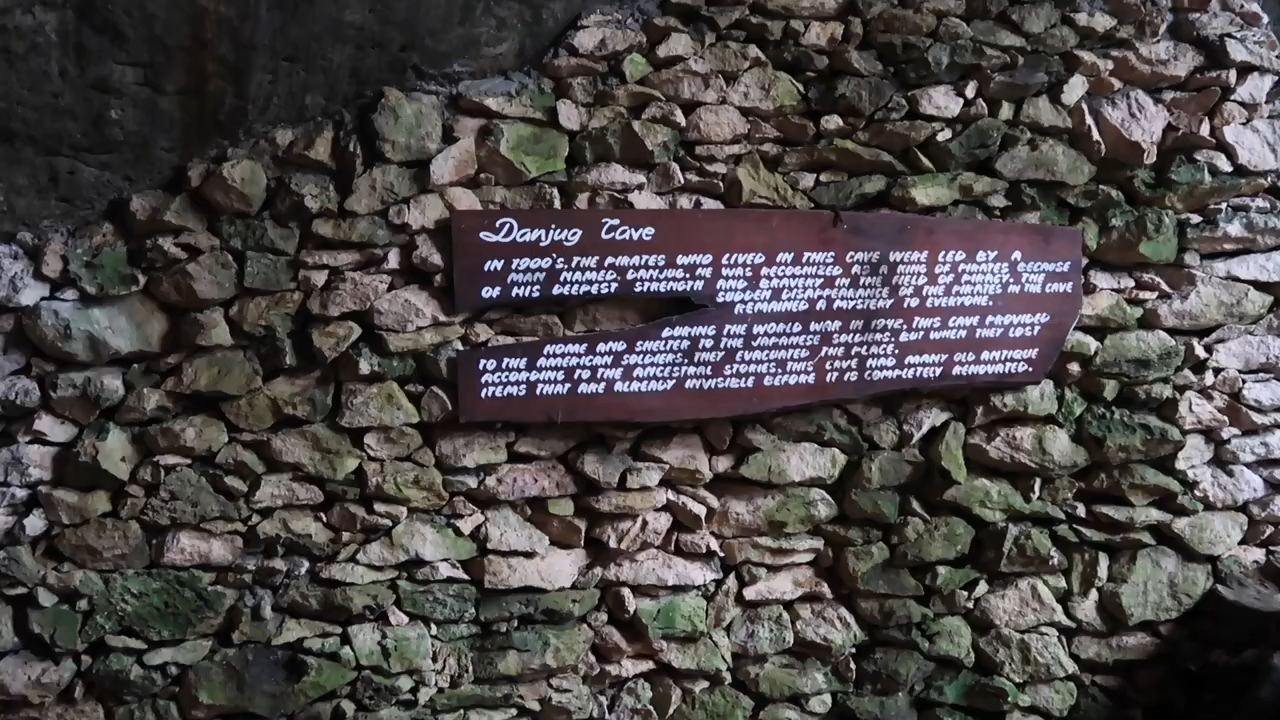 Danjug Cave
IN 1900's, THE PIRATES WHO LIVED IN THIS CAVE WERE LED BY A
MAN NAMED, DANJUG. HE WAS RECOGNIZED AS A KING OF PIRATES BECAUSE
OF HIS DEEPEST STRENGTH AND BRAVERY IN THE FIELD OF PIRACY. THE
SUDDEN DISAPPEARANCE OF THE PIRATES IN THE CAVE
REMAINED A MYSTERY TO EVERYONE.
DURING THE WORLD WAR IN 1942, THIS CAVE PROVIDED
HOME AND SHELTER TO THE JAPANESE SOLDIERS. BUT WHEN THEY LOST
TO THE AMERICAN SOLDIERS, THEY EVACUATED THE PLACE.
ACCORDING TO THE ANCESTRAL STORIES, THIS CAVE HAD MANY OLD ANTIQUE
ITEMS THAT ARE ALREADY INVISIBLE BEFORE IT IS COMPLETELY RENOVATED.